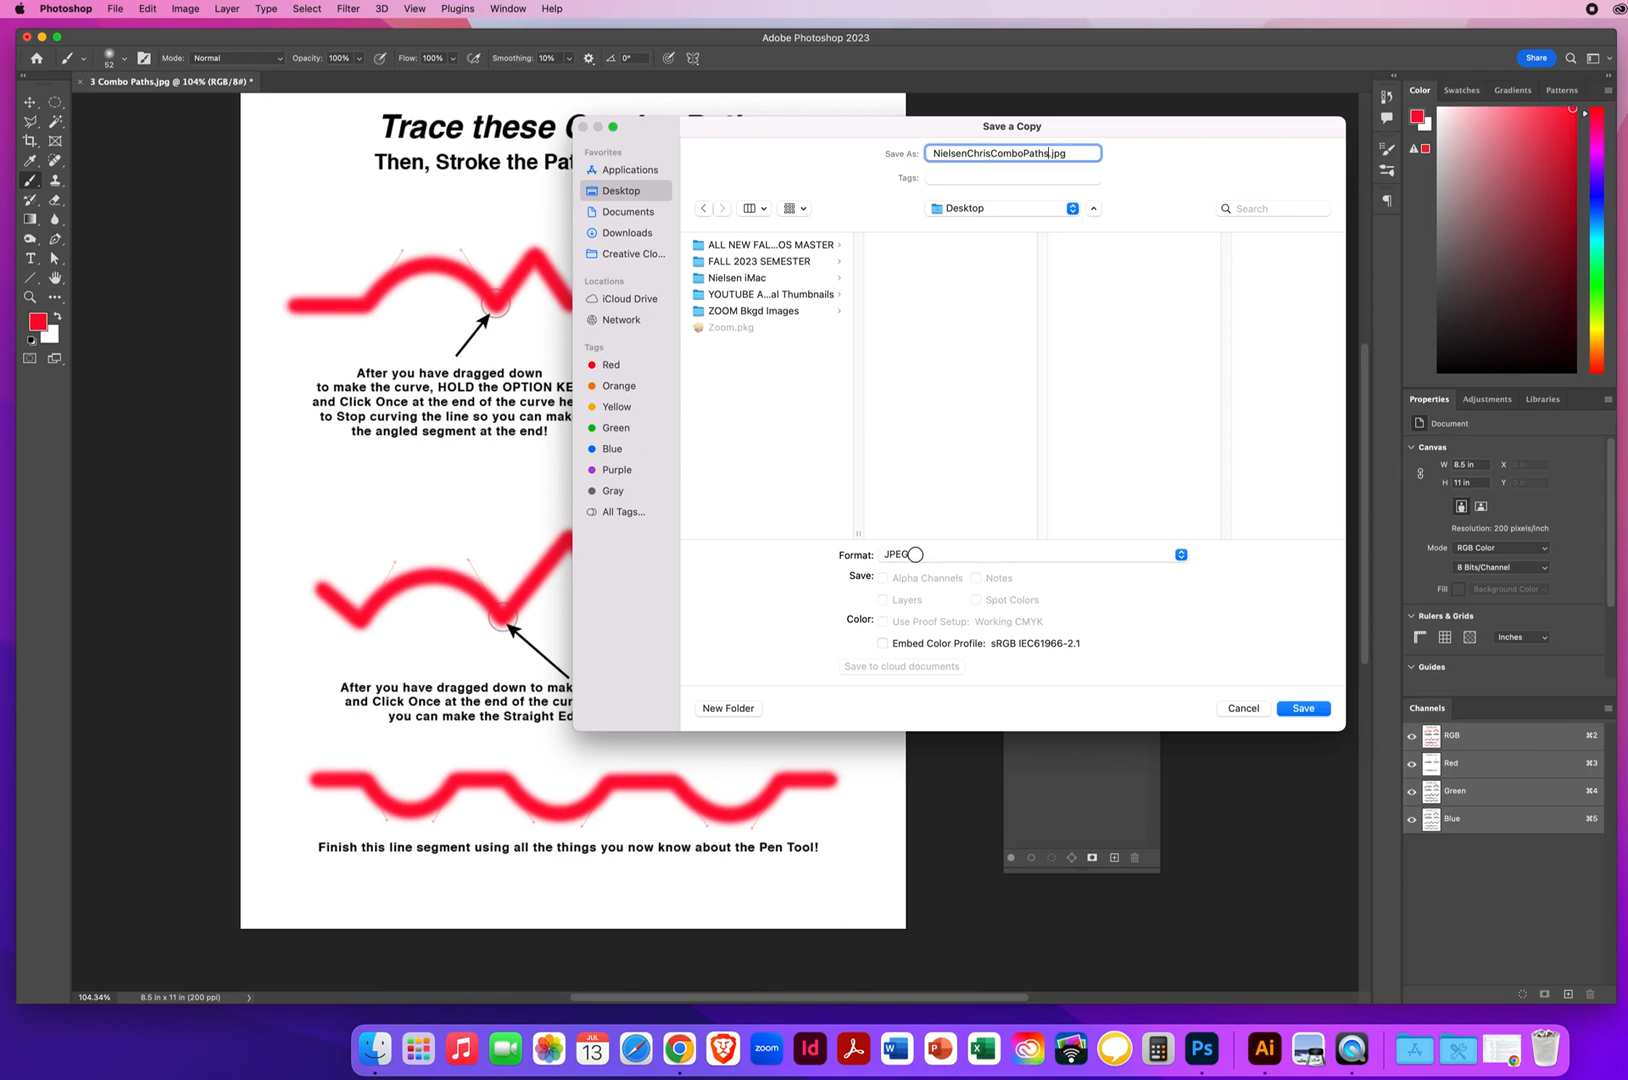 Photoshop File Edit Image Layer Type Select Filter 3D View Plugins Window Help
Adobe Photoshop 2023
52 Mode: Normal Opacity: 100% Flow: 100% Smoothing: 10% 0° Share
3 Combo Paths.jpg @ 104% (RGB/8#) *
Trace these C
Then, Stroke the Pat
After you have dragged down
to make the curve, HOLD the OPTION KE
and Click Once at the end of the curve he
to Stop curving the line so you can mak
the angled segment at the end!
After you have dragged down to mak
and Click Once at the end of the cur
you can make the Straight Ed
Finish this line segment using all the things you now know about the Pen Tool!
104.34% 8.5 in x 11 in (200 ppi)
Save a Copy
Save As: NielsenChrisComboPaths.jpg
Tags:
Desktop
Search
Favorites
Applications
Desktop
Documents
Downloads
Creative Clo...
Locations
iCloud Drive
Network
Tags
Red
Orange
Yellow
Green
Blue
Purple
Gray
All Tags...
ALL NEW FAL...OS MASTER
FALL 2023 SEMESTER
Nielsen iMac
YOUTUBE A...al Thumbnails
ZOOM Bkgd Images
Zoom.pkg
Format: JPEG
Save: Alpha Channels Notes
Layers Spot Colors
Color: Use Proof Setup: Working CMYK
Embed Color Profile: sRGB IEC61966-2.1
Save to cloud documents
New Folder Cancel Save
Color Swatches Gradients Patterns
Properties Adjustments Libraries
Document
Canvas
W 8.5 in X 0 in
H 11 in Y 0 in
Resolution: 200 pixels/inch
Mode RGB Color
8 Bits/Channel
Fill Background Color
Rulers & Grids
Inches
Guides
Channels
RGB ⌘2
Red ⌘3
Green ⌘4
Blue ⌘5
JUL
13
zoom
Id
W
P
X
Ps
Ai